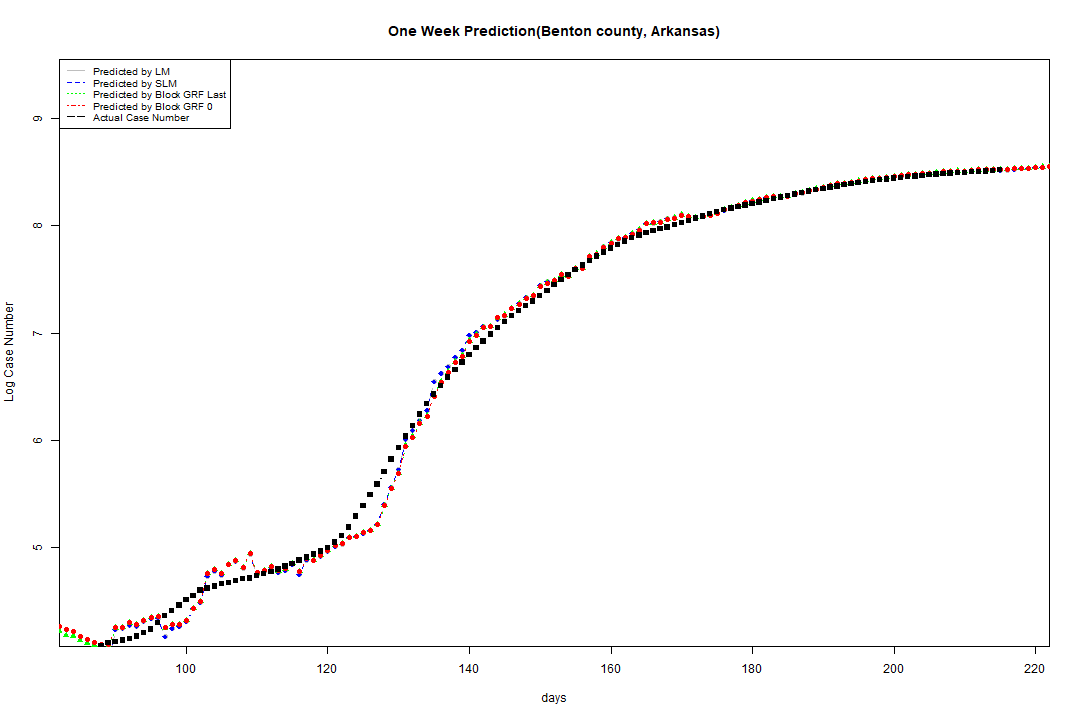 One Week Prediction(Benton county, Arkansas)
Predicted by LM
Predicted by SLM
Predicted by Block GRF Last
Predicted by Block GRF 0
Actual Case Number
Log Case Number
9
8
7
6
5
100 120 140 160 180 200 220
days